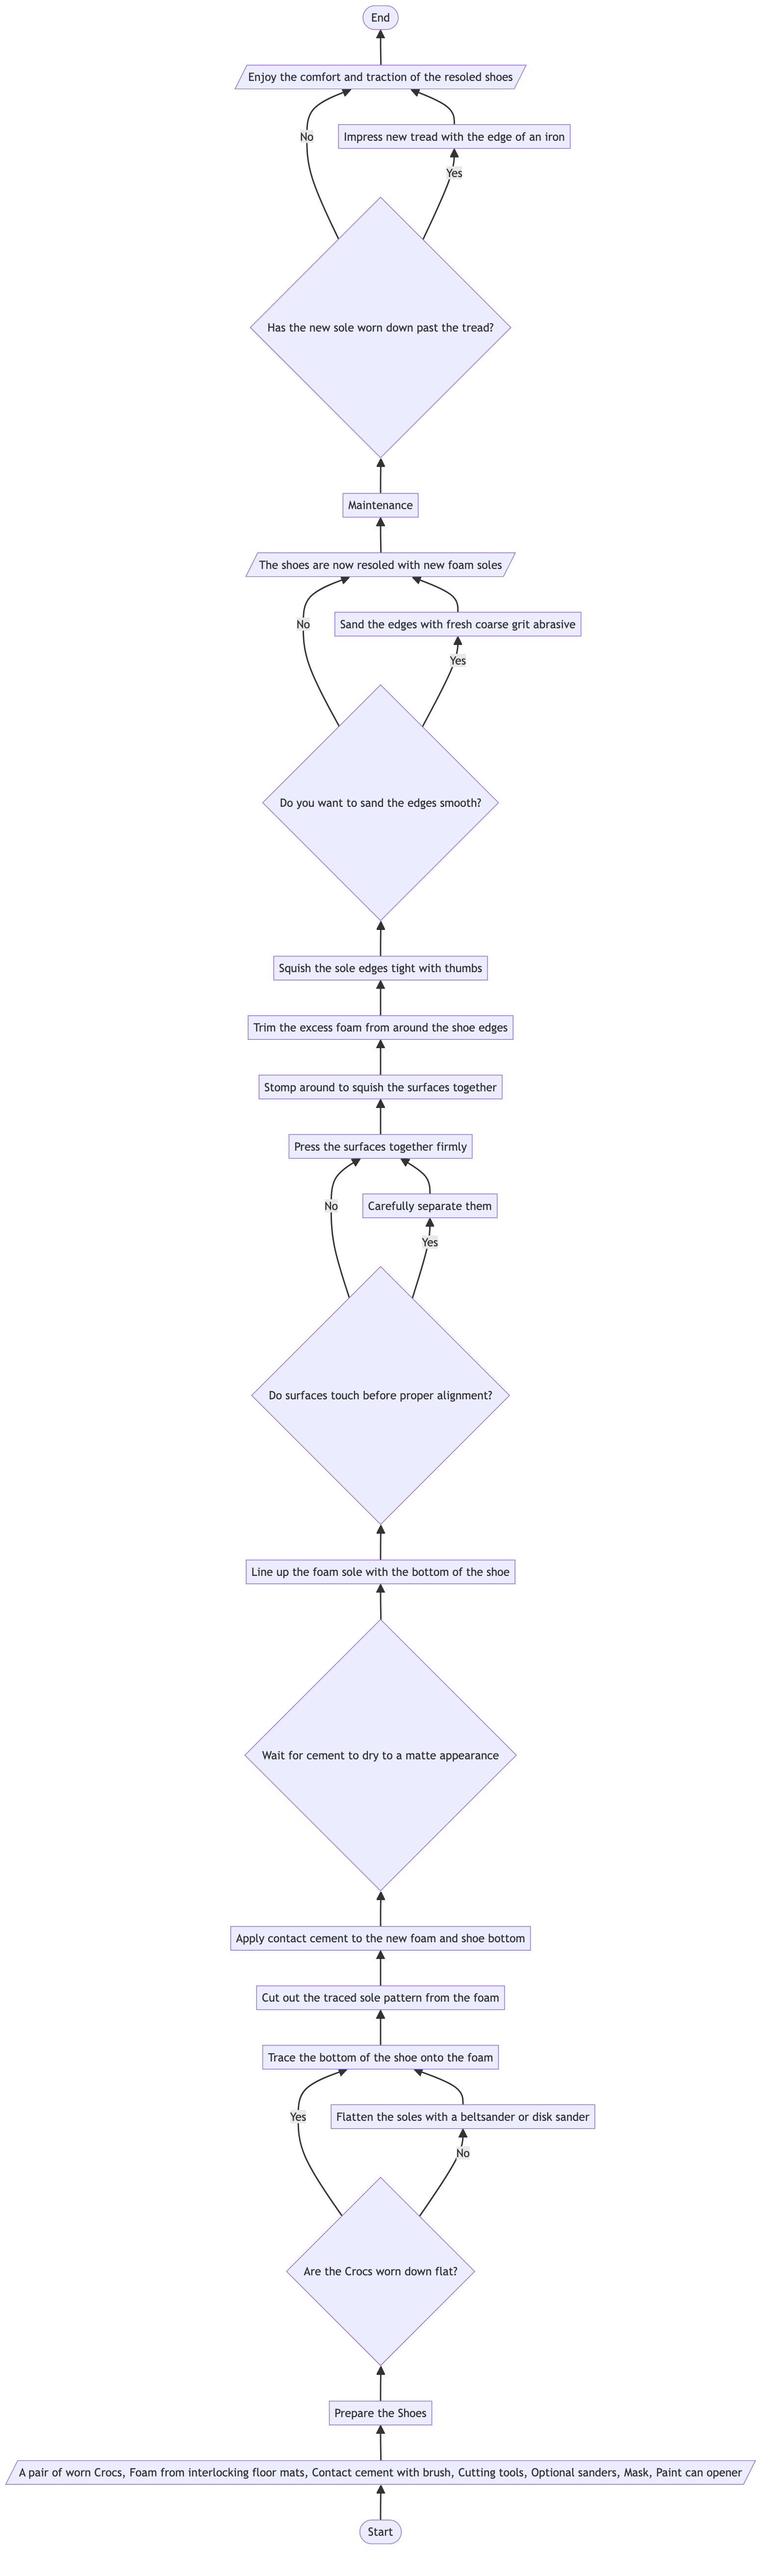 End
Enjoy the comfort and traction of the resoled shoes
No
Impress new tread with the edge of an iron
Yes
Has the new sole worn down past the tread?
Maintenance
The shoes are now resoled with new foam soles
No
Sand the edges with fresh coarse grit abrasive
Yes
Do you want to sand the edges smooth?
Squish the sole edges tight with thumbs
Trim the excess foam from around the shoe edges
Stomp around to squish the surfaces together
Press the surfaces together firmly
No
Carefully separate them
Yes
Do surfaces touch before proper alignment?
Line up the foam sole with the bottom of the shoe
Wait for cement to dry to a matte appearance
Apply contact cement to the new foam and shoe bottom
Cut out the traced sole pattern from the foam
Trace the bottom of the shoe onto the foam
Yes
Flatten the soles with a beltsander or disk sander
No
Are the Crocs worn down flat?
Prepare the Shoes
A pair of worn Crocs, Foam from interlocking floor mats, Contact cement with brush, Cutting tools, Optional sanders, Mask, Paint can opener
Start